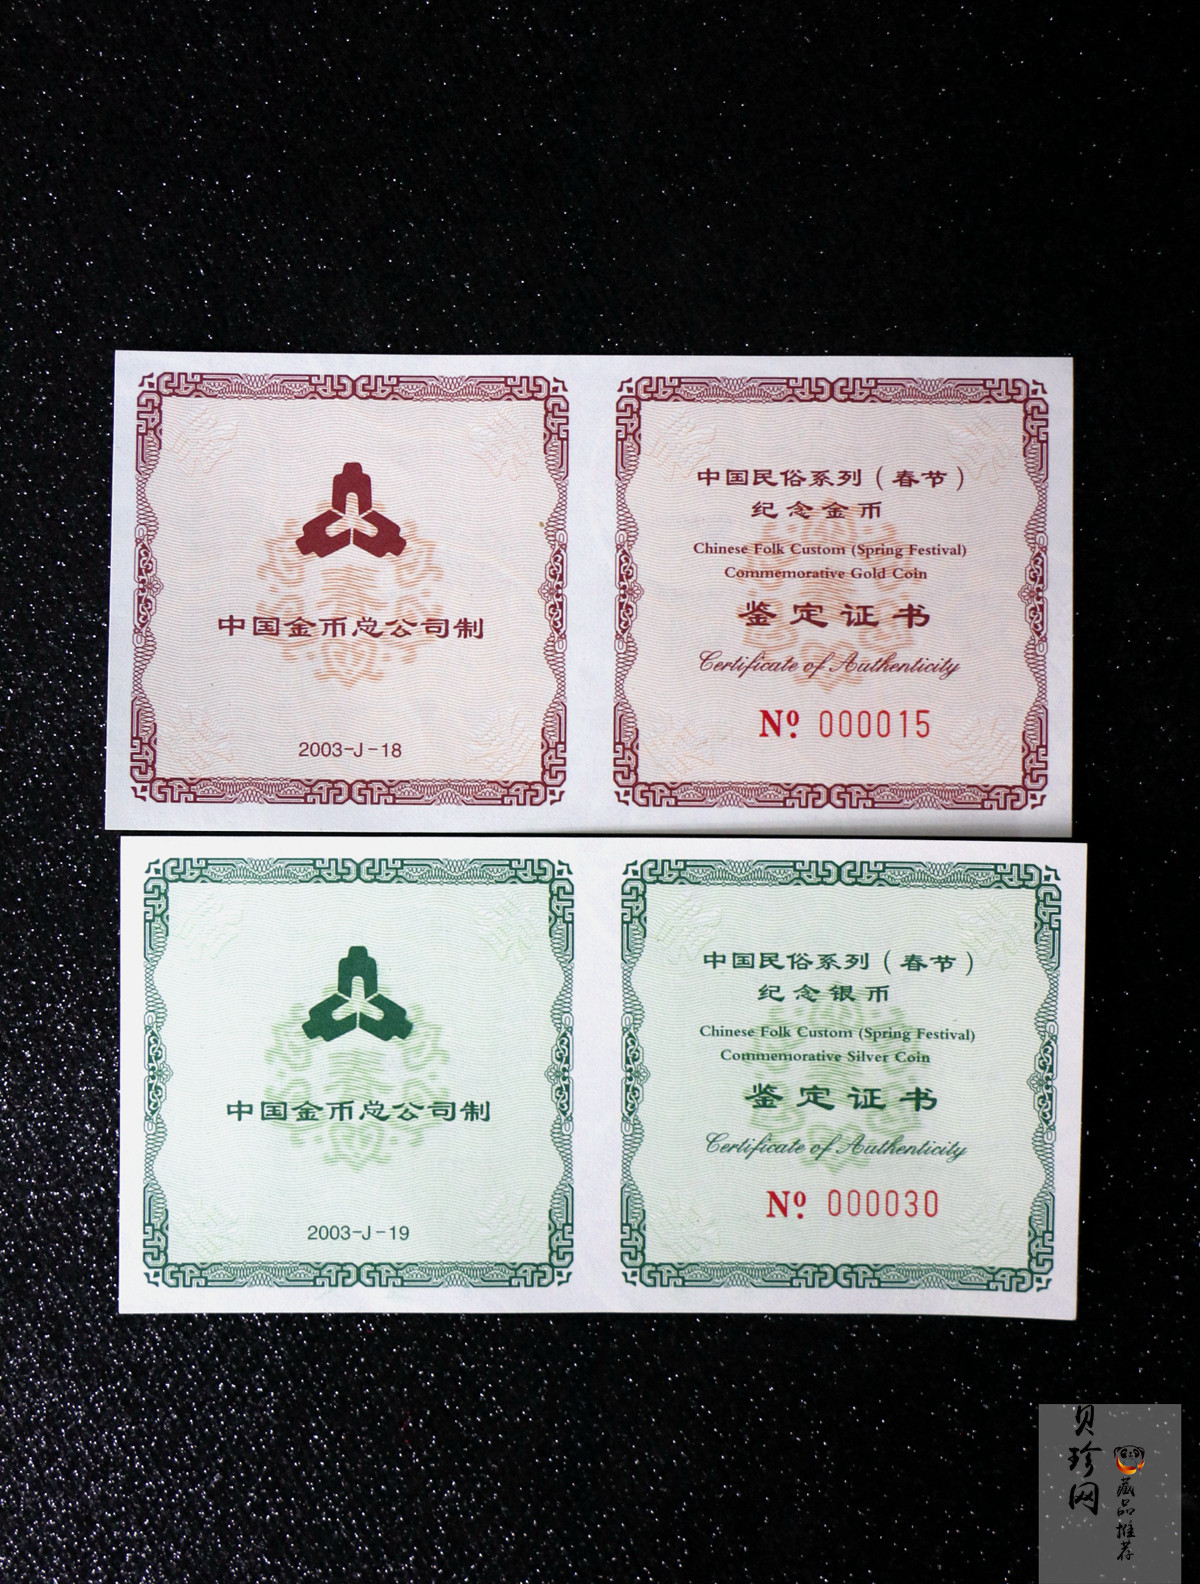 中国金币总公司制
2003-J-18
中国民俗系列（春节）
纪念金币
Chinese Folk Custom (Spring Festival)
Commemorative Gold Coin
鉴定证书
Certificate of Authenticity
Nº 000015
中国金币总公司制
2003-J-19
中国民俗系列（春节）
纪念银币
Chinese Folk Custom (Spring Festival)
Commemorative Silver Coin
鉴定证书
Certificate of Authenticity
Nº 000030
贝珍网
藏品推荐